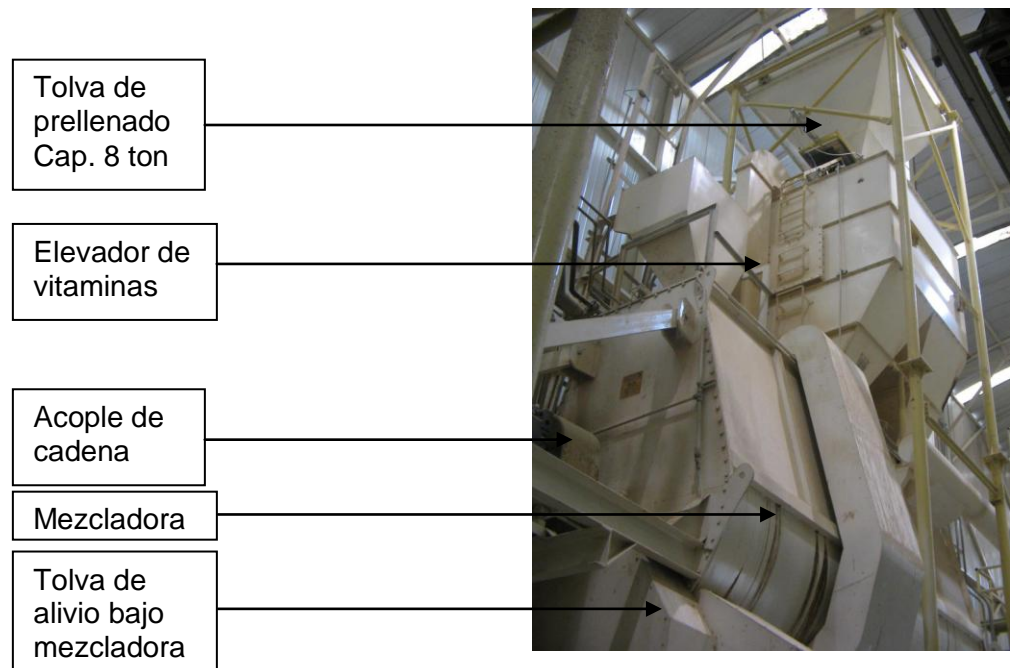 Tolva de
prellenado
Cap. 8 ton
Elevador de
vitaminas
Acople de
cadena
Mezcladora
Tolva de
alivio bajo
mezcladora